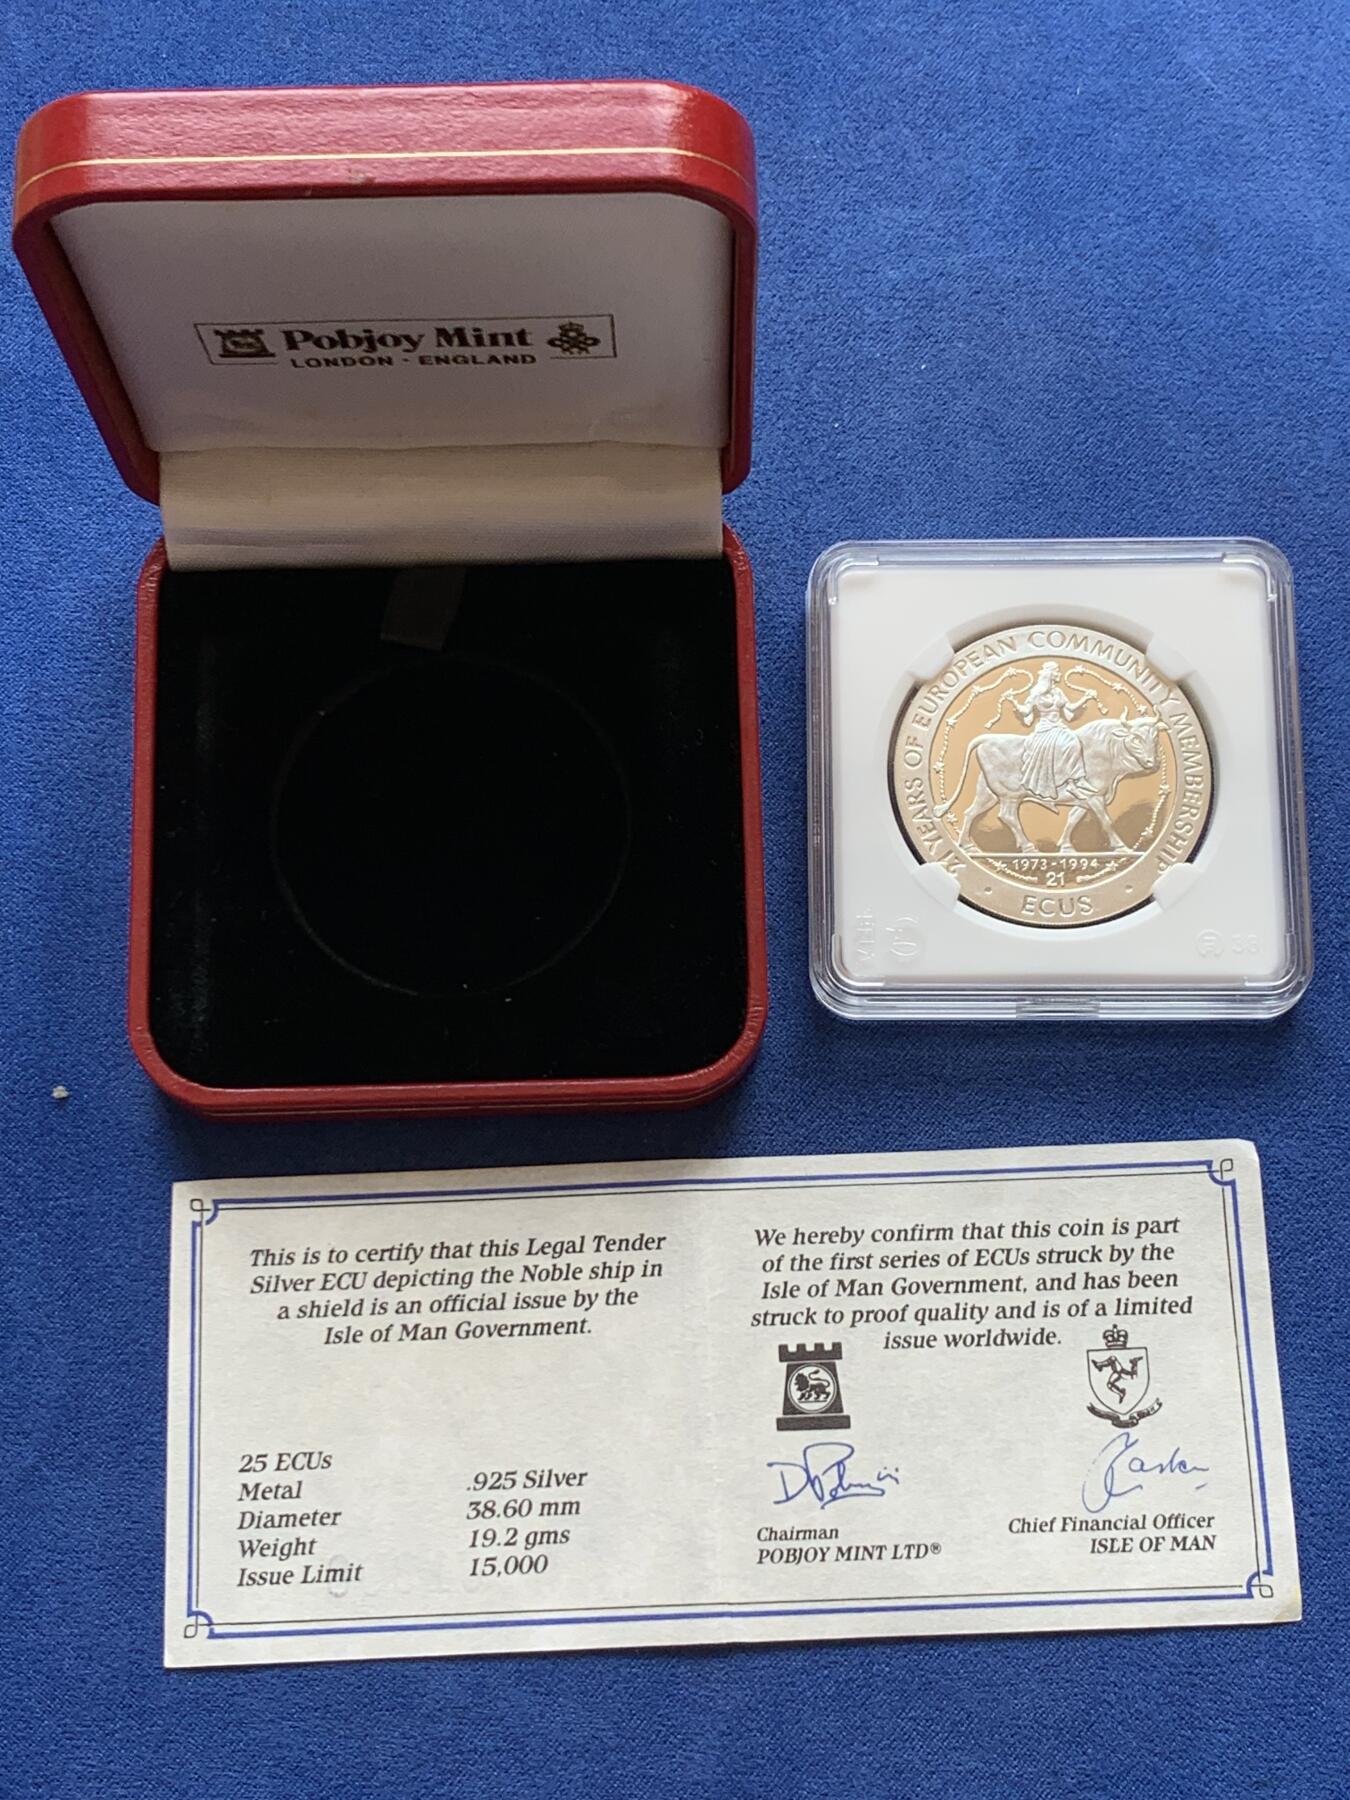 Pobjoy Mint
LONDON - ENGLAND
21 YEARS OF EUROPEAN COMMUNITY MEMBERSHIP
1973-1994
21
ECUS
This is to certify that this Legal Tender
Silver ECU depicting the Noble ship in
a shield is an official issue by the
Isle of Man Government.
25 ECUs
Metal .925 Silver
Diameter 38.60 mm
Weight 19.2 gms
Issue Limit 15,000
We hereby confirm that this coin is part
of the first series of ECUs struck by the
Isle of Man Government, and has been
struck to proof quality and is of a limited
issue worldwide.
Chairman
POBJOY MINT LTD®
Chief Financial Officer
ISLE OF MAN